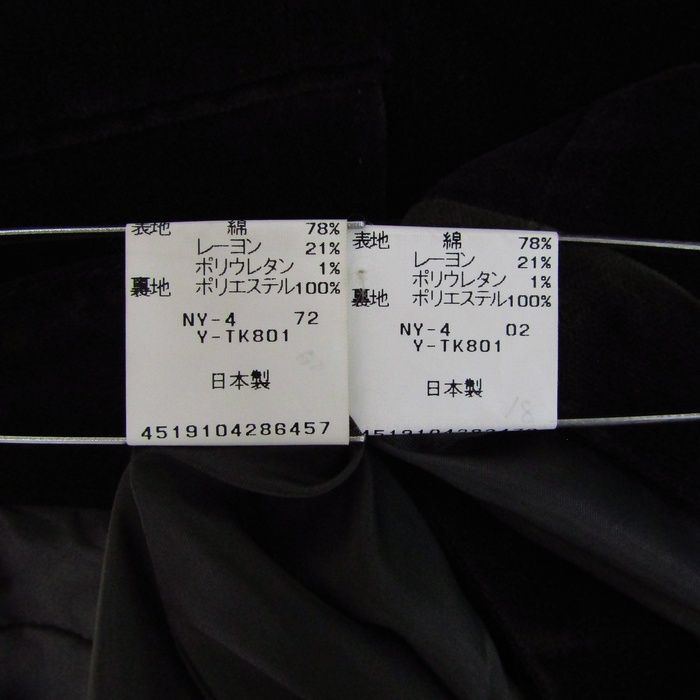 表地 綿 78%
レーヨン 21%
ポリウレタン 1%
裏地 ポリエステル100%
NY-4 72
Y-TK801
日本製
4519104286457
表地 綿 78%
レーヨン 21%
ポリウレタン 1%
裏地 ポリエステル100%
NY-4 02
Y-TK801
日本製
18